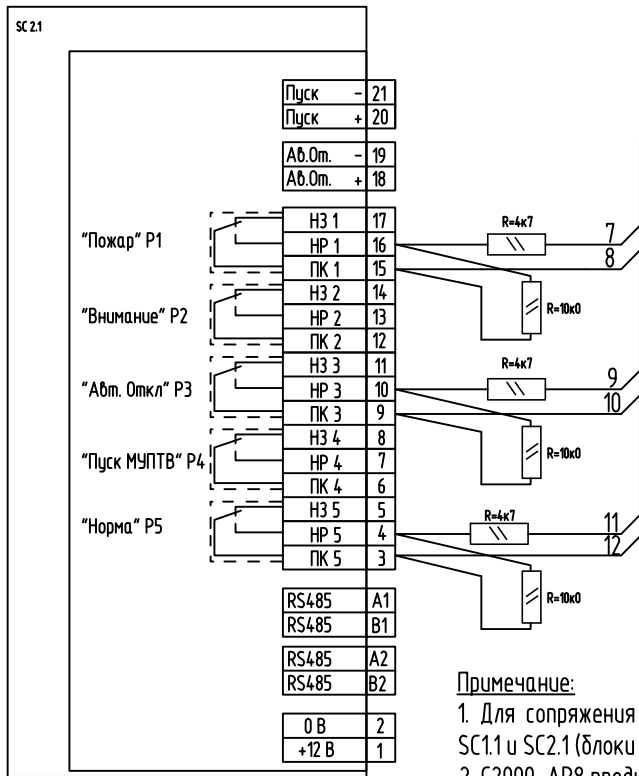 SC 2.1
Пуск - 21
Пуск + 20
Ав.От. - 19
Ав.От. + 18
НЗ 1 17
"Пожар" Р1 НР 1 16 R=4к7 7
ПК 1 15 8
НЗ 2 14
"Внимание" Р2 НР 2 13 R=10к0
ПК 2 12
НЗ 3 11
"Авт. Откл" Р3 НР 3 10 R=4к7 9
ПК 3 9 10
НЗ 4 8
"Пуск МУПТВ" Р4 НР 4 7 R=10к0
ПК 4 6
НЗ 5 5
"Норма" Р5 НР 5 4 R=4к7 11
ПК 5 3 12
RS485 A1 R=10к0
RS485 B1
RS485 A2
RS485 B2
Примечание:
0 В 2
1. Для сопряжения
+12 В 1
SC1.1 и SC2.1 (блоки